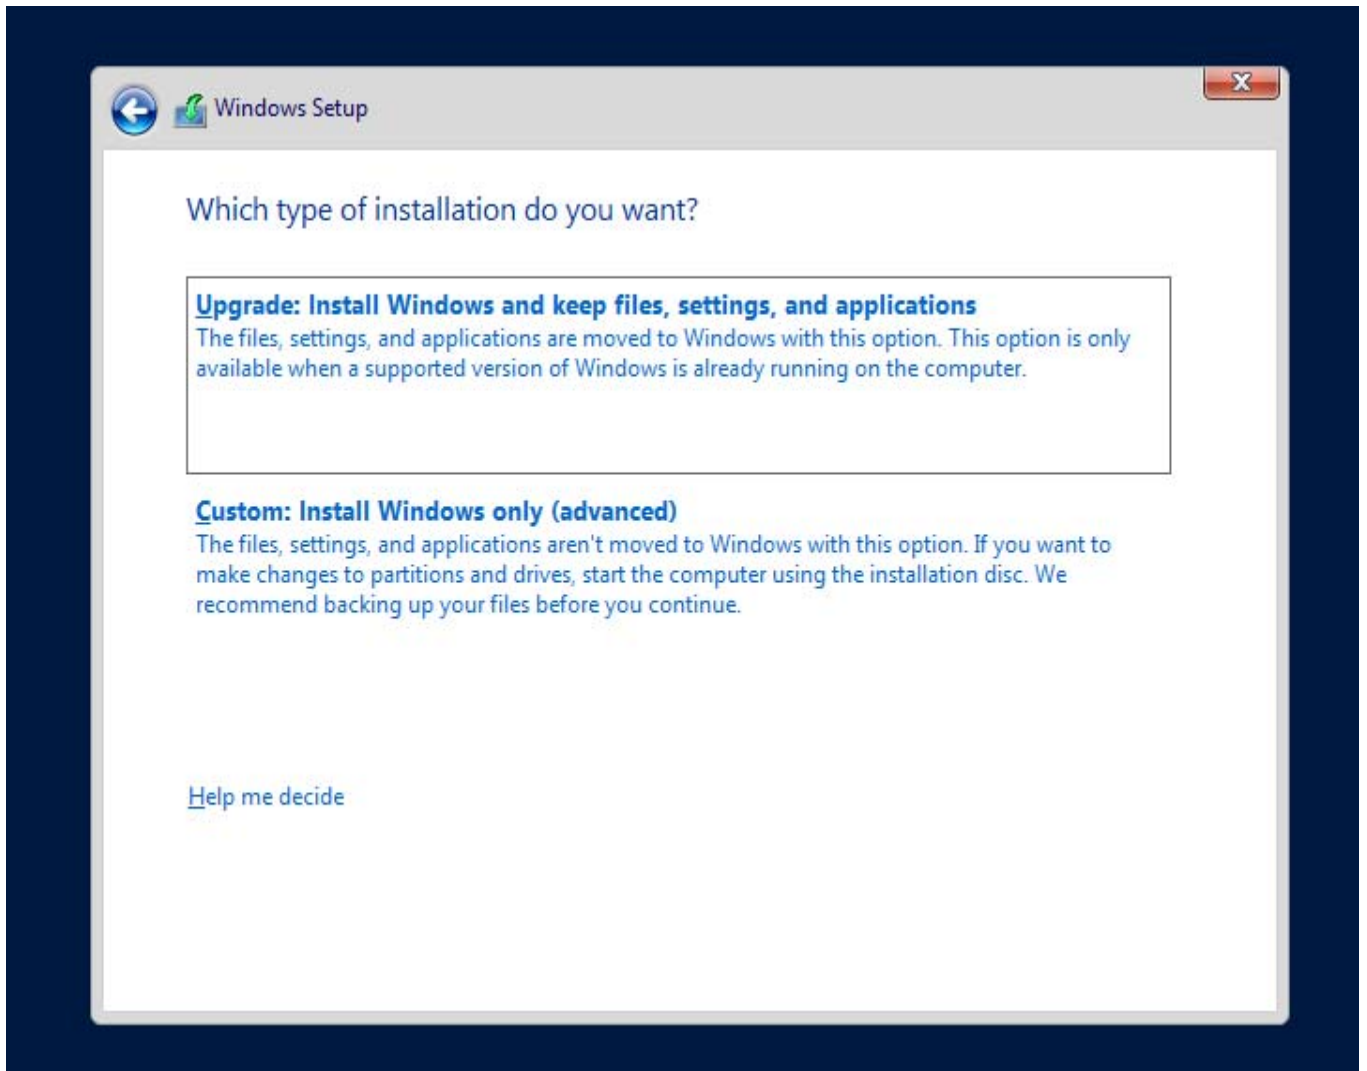 Windows Setup
Which type of installation do you want?
Upgrade: Install Windows and keep files, settings, and applications
The files, settings, and applications are moved to Windows with this option. This option is only
available when a supported version of Windows is already running on the computer.
Custom: Install Windows only (advanced)
The files, settings, and applications aren't moved to Windows with this option. If you want to
make changes to partitions and drives, start the computer using the installation disc. We
recommend backing up your files before you continue.
Help me decide